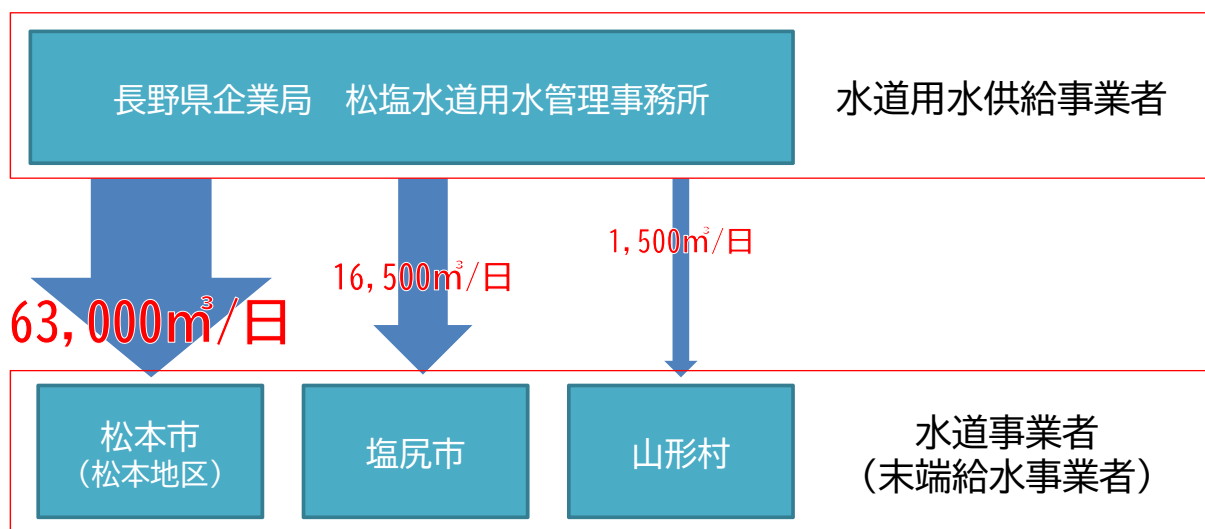 長野県企業局　松塩水道用水管理事務所
水道用水供給事業者
63,000㎥/日
16,500㎥/日
1,500㎥/日
松本市
（松本地区）
塩尻市
山形村
水道事業者
（末端給水事業者）